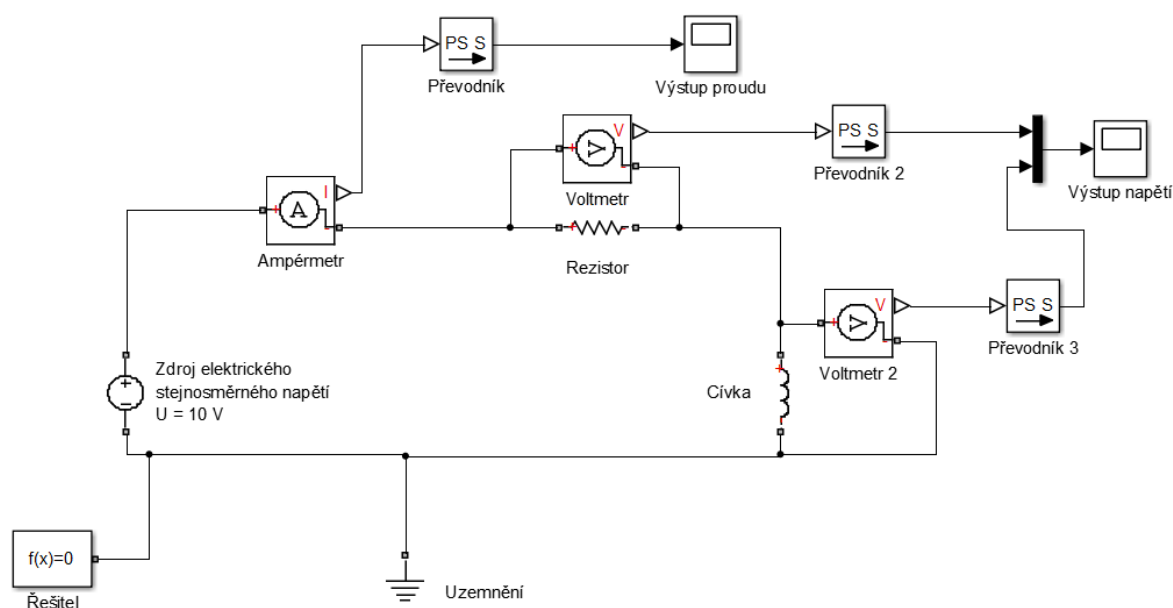 PS S
Převodník
Výstup proudu
V
Voltmetr
PS S
Převodník 2
Výstup napětí
I
A
Ampérmetr
Rezistor
V
Voltmetr 2
PS S
Převodník 3
Zdroj elektrického
stejnosměrného napětí
U = 10 V
Cívka
f(x)=0
Řešitel
Uzemnění